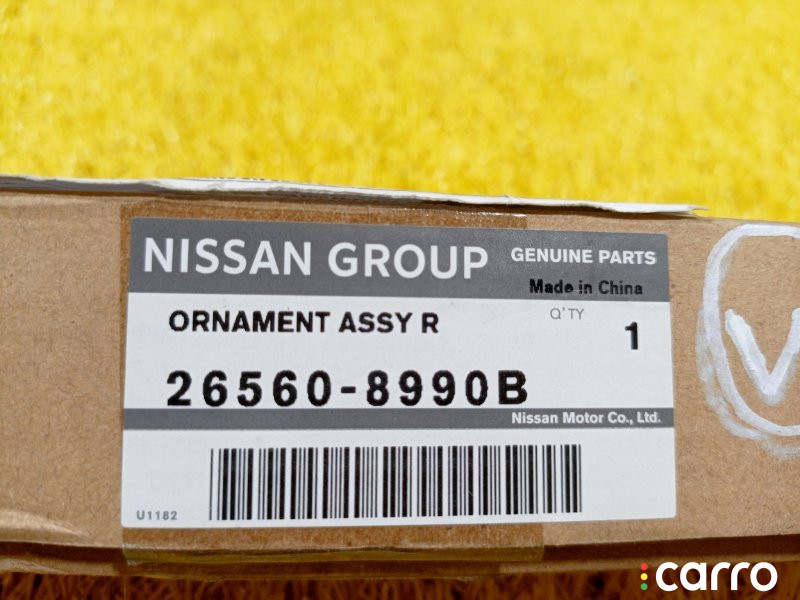 NISSAN GROUP
GENUINE PARTS
Made in China
ORNAMENT ASSY R
Q'TY
1
26560-8990B
Nissan Motor Co., Ltd.
U1182
V
carro